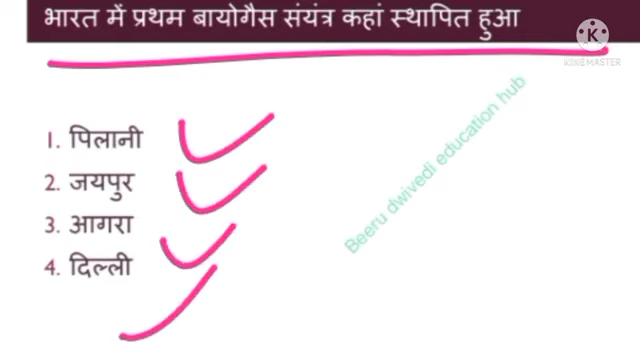 भारत में प्रथम बायोगैस संयंत्र कहां स्थापित हुआ
K
KINEMASTER
1. पिलानी
2. जयपुर
3. आगरा
4. दिल्ली
Beeru dwivedi education hub